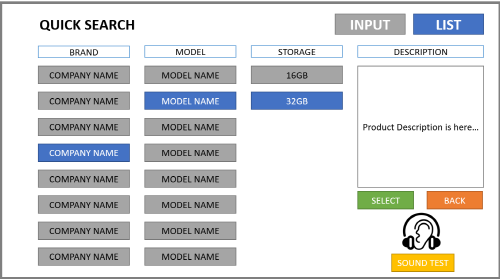 QUICK SEARCH
INPUT
LIST
BRAND
MODEL
STORAGE
DESCRIPTION
COMPANY NAME
MODEL NAME
16GB
COMPANY NAME
MODEL NAME
32GB
COMPANY NAME
MODEL NAME
Product Description is here...
COMPANY NAME
MODEL NAME
COMPANY NAME
MODEL NAME
COMPANY NAME
MODEL NAME
SELECT
BACK
COMPANY NAME
MODEL NAME
COMPANY NAME
MODEL NAME
SOUND TEST